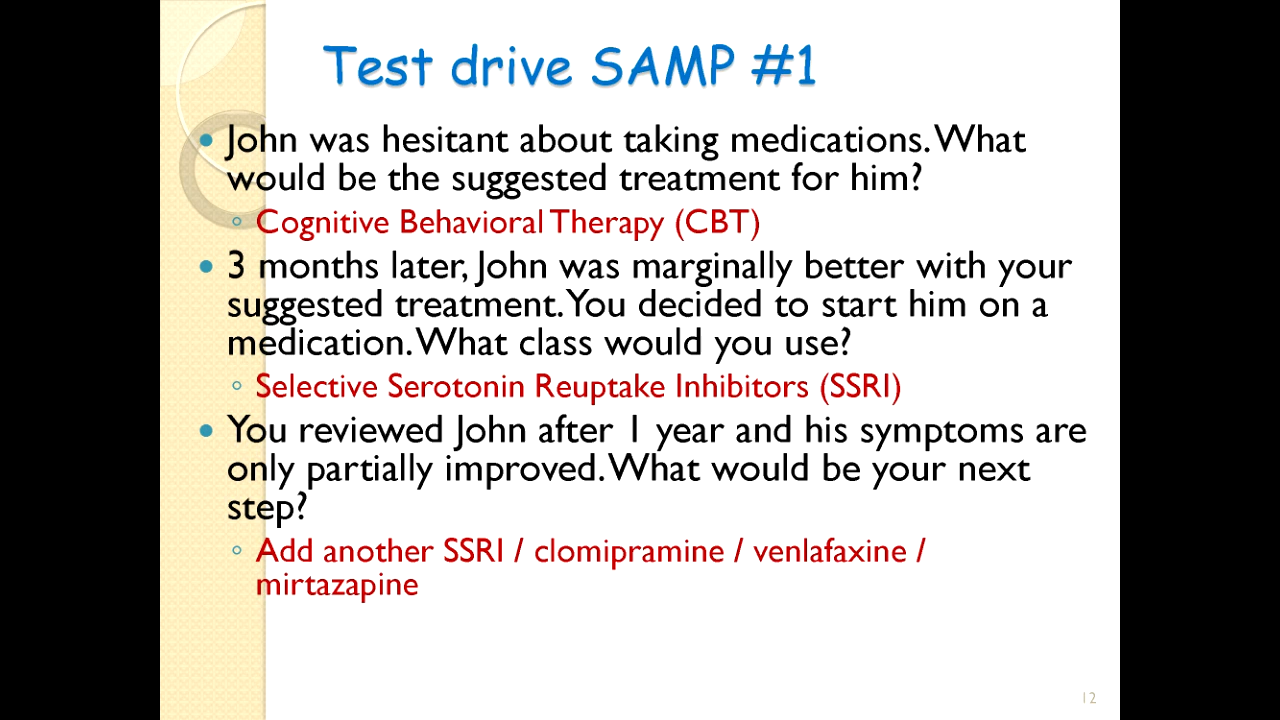 Test drive SAMP #1
John was hesitant about taking medications. What
would be the suggested treatment for him?
Cognitive Behavioral Therapy (CBT)
3 months later, John was marginally better with your
suggested treatment. You decided to start him on a
medication. What class would you use?
Selective Serotonin Reuptake Inhibitors (SSRI)
You reviewed John after 1 year and his symptoms are
only partially improved. What would be your next
step?
Add another SSRI / clomipramine / venlafaxine /
mirtazapine
12